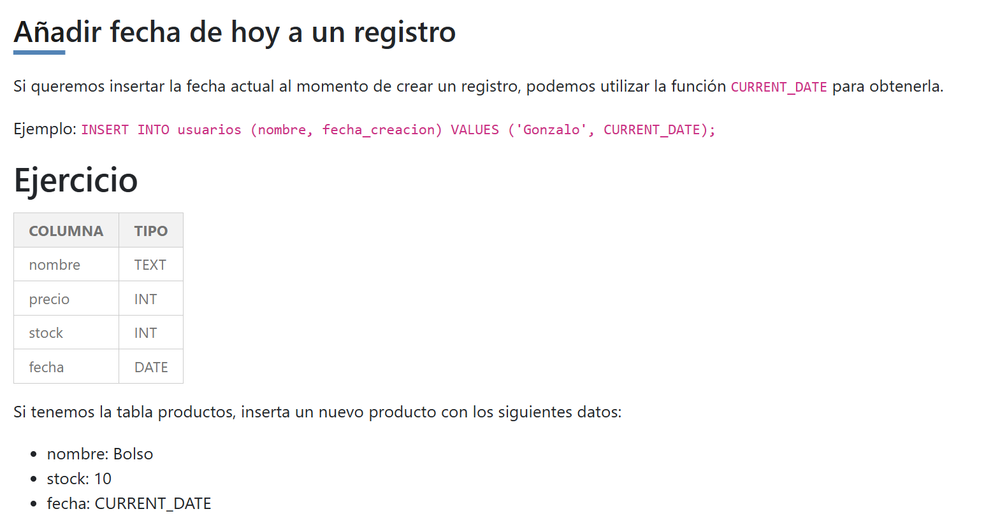 Añadir fecha de hoy a un registro
Si queremos insertar la fecha actual al momento de crear un registro, podemos utilizar la función CURRENT_DATE para obtenerla.
Ejemplo: INSERT INTO usuarios (nombre, fecha_creacion) VALUES ('Gonzalo', CURRENT_DATE);
Ejercicio
COLUMNA TIPO
nombre TEXT
precio INT
stock INT
fecha DATE
Si tenemos la tabla productos, inserta un nuevo producto con los siguientes datos:
• nombre: Bolso
• stock: 10
• fecha: CURRENT_DATE